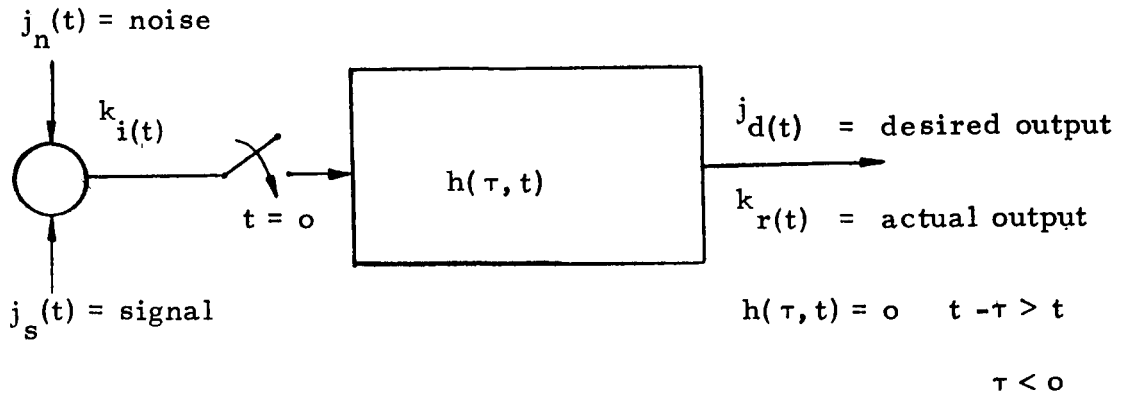 j_n(t) = noise
k_i(t)
j_d(t) = desired output
h(τ, t)
t = o
k_r(t) = actual output
j_s(t) = signal
h(τ, t) = o t -τ > t
τ < o